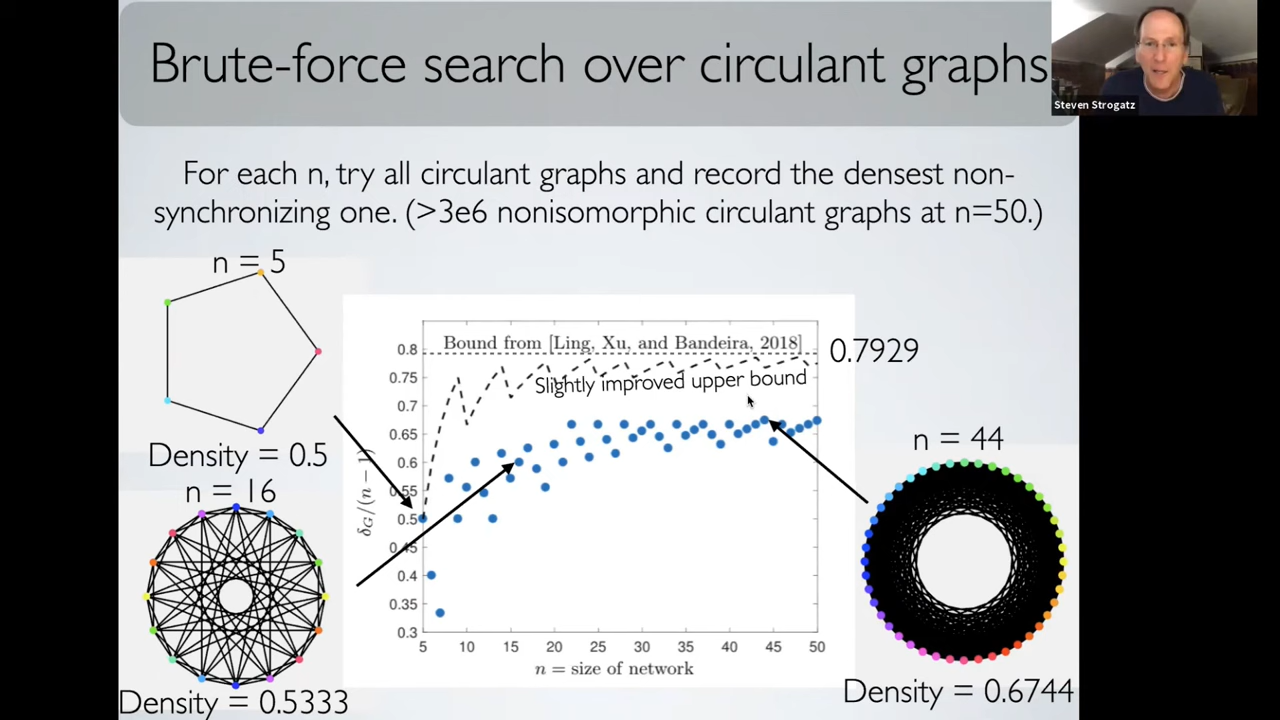 Brute-force search over circulant graphs
Steven Strogatz
For each n, try all circulant graphs and record the densest non-
synchronizing one. (>3e6 nonisomorphic circulant graphs at n=50.)
n = 5
Density = 0.5
n = 16
Density = 0.5333
Bound from [Ling, Xu, and Bandeira, 2018]
0.7929
Slightly improved upper bound
0.8
0.75
0.7
0.65
0.6
0.55
0.5
0.45
0.4
0.35
0.3
δG/(n − 1)
5 10 15 20 25 30 35 40 45 50
n = size of network
n = 44
Density = 0.6744